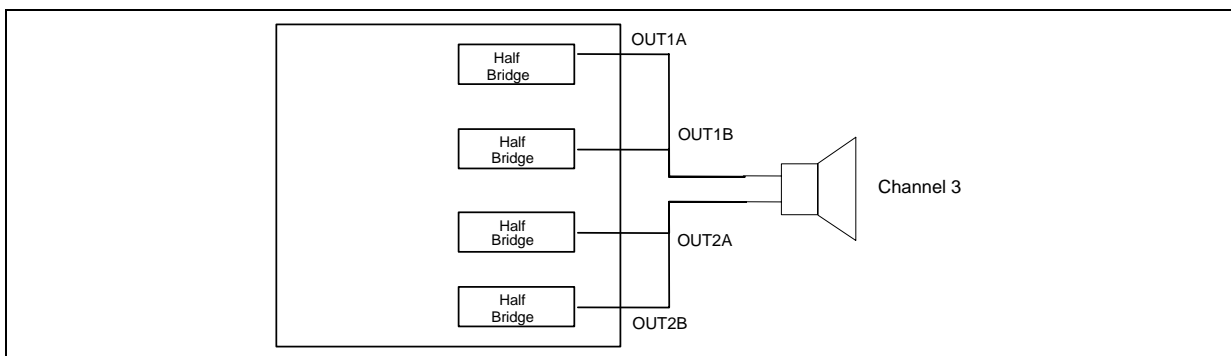 OUT1A
Half
Bridge
OUT1B
Half
Bridge
Channel 3
Half
Bridge
OUT2A
Half
Bridge
OUT2B